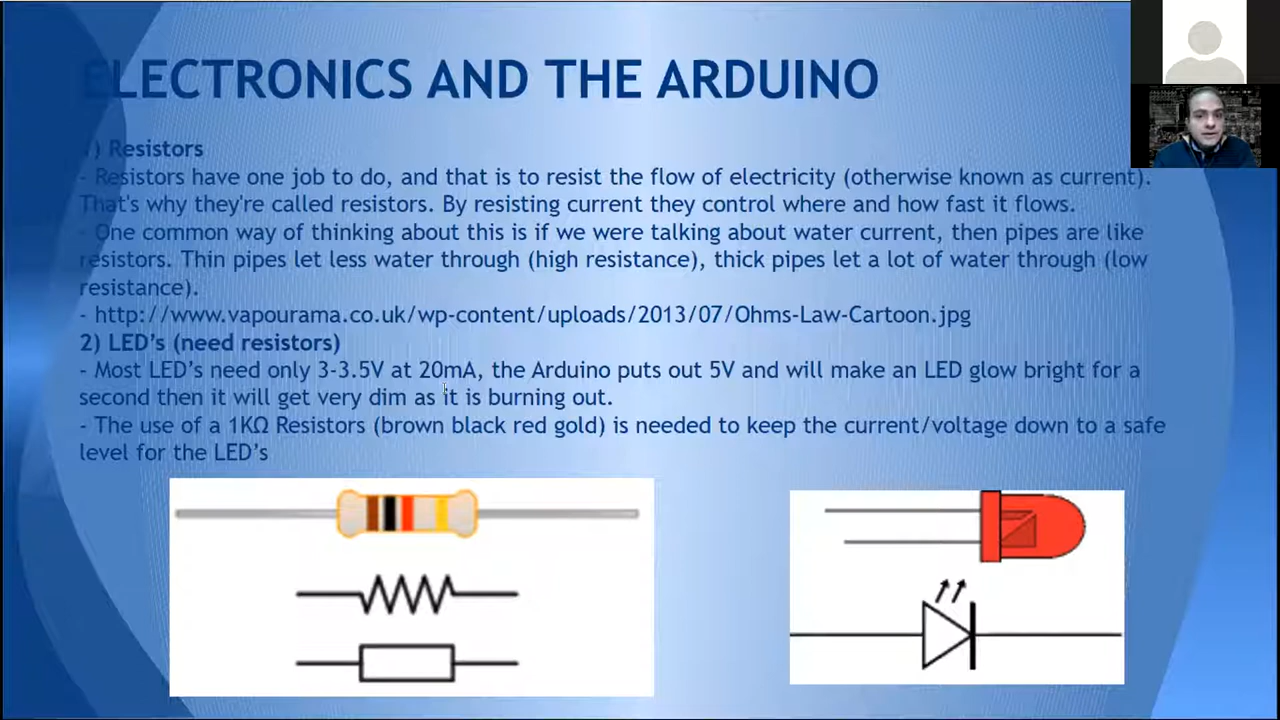 ELECTRONICS AND THE ARDUINO
1) Resistors
- Resistors have one job to do, and that is to resist the flow of electricity (otherwise known as current).
That's why they're called resistors. By resisting current they control where and how fast it flows.
- One common way of thinking about this is if we were talking about water current, then pipes are like
resistors. Thin pipes let less water through (high resistance), thick pipes let a lot of water through (low
resistance).
- http://www.vapourama.co.uk/wp-content/uploads/2013/07/Ohms-Law-Cartoon.jpg
2) LED's (need resistors)
- Most LED's need only 3-3.5V at 20mA, the Arduino puts out 5V and will make an LED glow bright for a
second then it will get very dim as it is burning out.
- The use of a 1KΩ Resistors (brown black red gold) is needed to keep the current/voltage down to a safe
level for the LED's